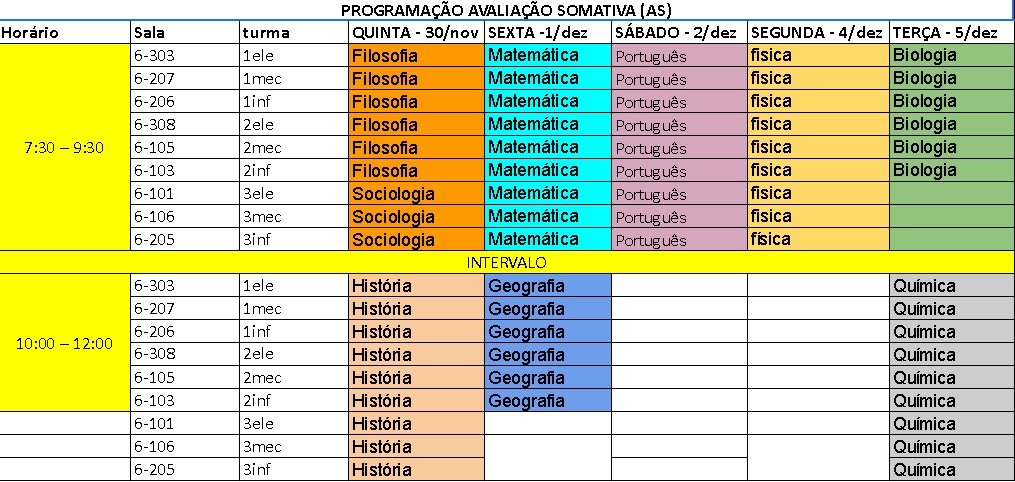 PROGRAMAÇÃO AVALIAÇÃO SOMATIVA (AS)
Horário Sala turma QUINTA - 30/nov SEXTA -1/dez SÁBADO - 2/dez SEGUNDA - 4/dez TERÇA - 5/dez
6-303 1ele Filosofia Matemática Português fisica Biologia
6-207 1mec Filosofia Matemática Português fisica Biologia
6-206 1inf Filosofia Matemática Português fisica Biologia
6-308 2ele Filosofia Matemática Português fisica Biologia
7:30 – 9:30 6-105 2mec Filosofia Matemática Português fisica Biologia
6-103 2inf Filosofia Matemática Português fisica Biologia
6-101 3ele Sociologia Matemática Português fisica
6-106 3mec Sociologia Matemática Português fisica
6-205 3inf Sociologia Matemática Português física
INTERVALO
6-303 1ele História Geografia Química
6-207 1mec História Geografia Química
6-206 1inf História Geografia Química
10:00 – 12:00 6-308 2ele História Geografia Química
6-105 2mec História Geografia Química
6-103 2inf História Geografia Química
6-101 3ele História Química
6-106 3mec História Química
6-205 3inf História Química